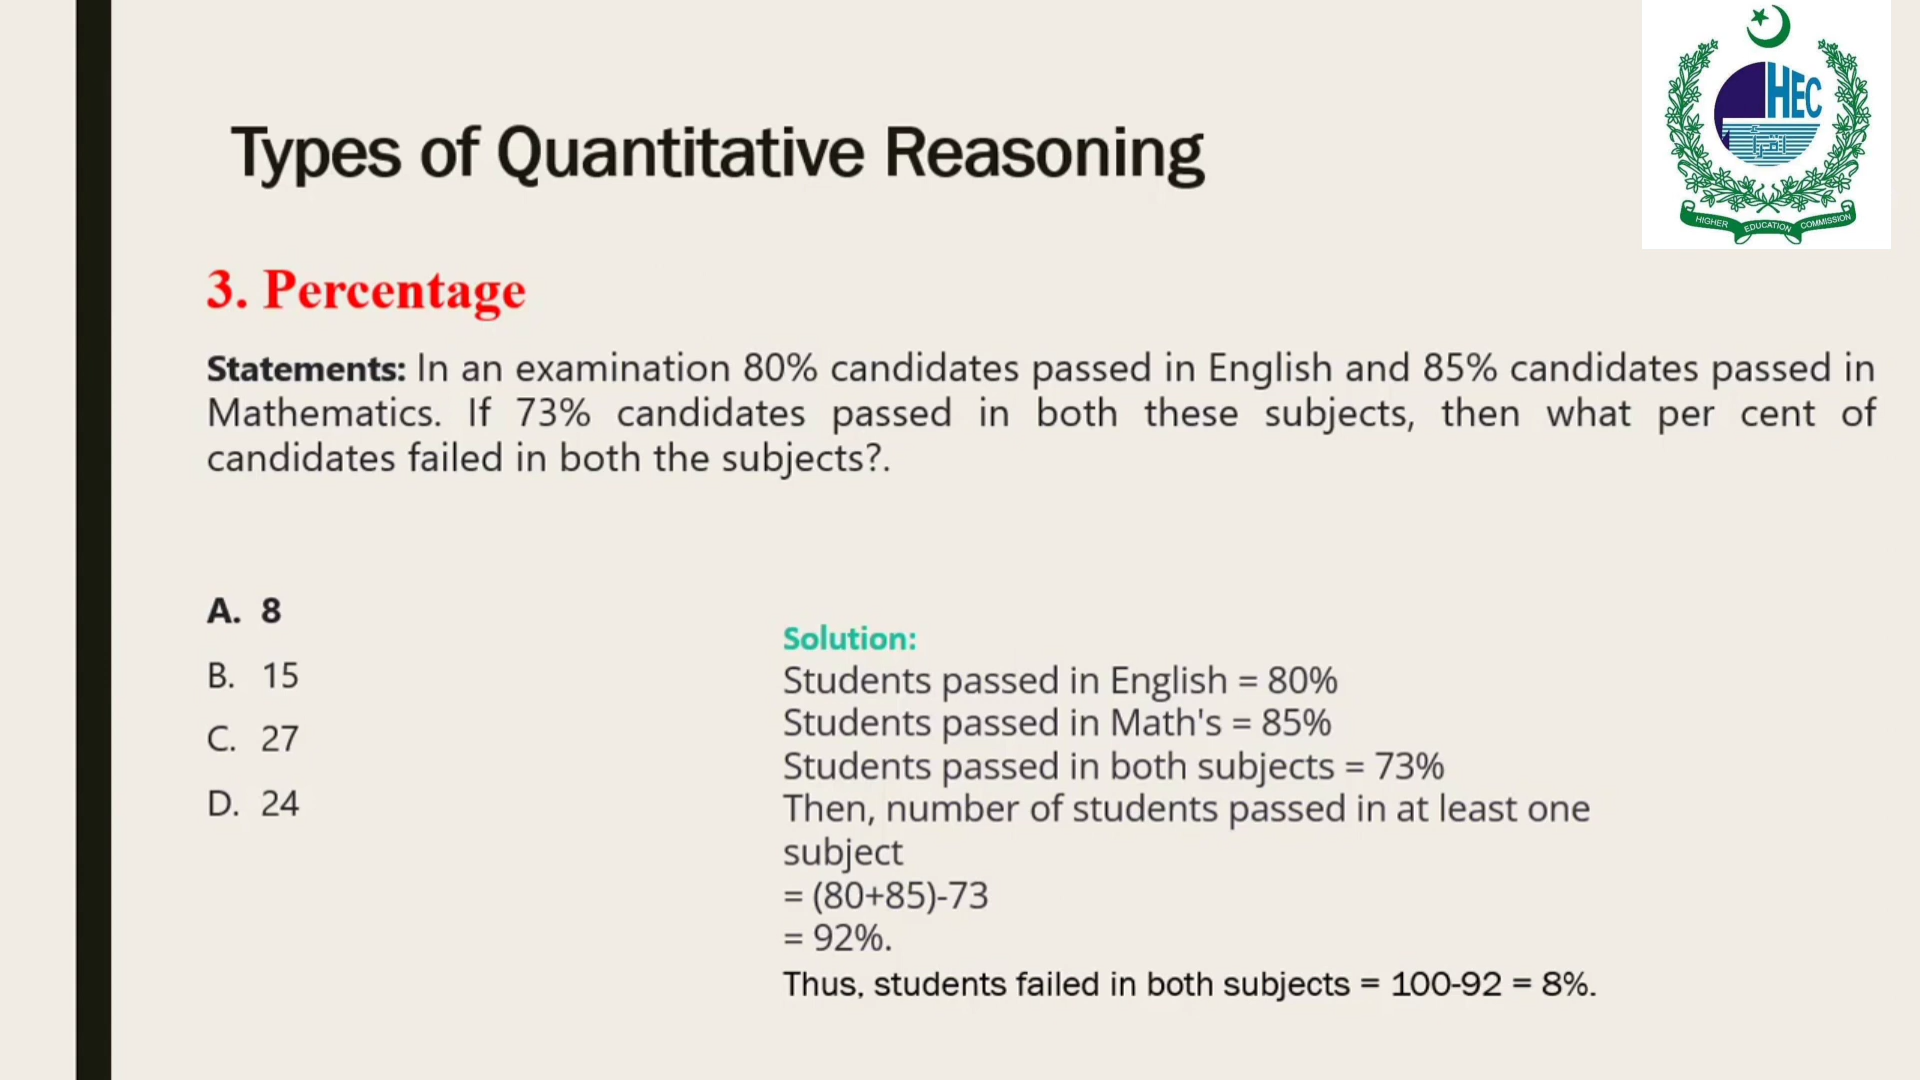 HEC
اقرأ
HIGHER EDUCATION COMMISSION
Types of Quantitative Reasoning
3. Percentage
Statements: In an examination 80% candidates passed in English and 85% candidates passed in
Mathematics. If 73% candidates passed in both these subjects, then what per cent of
candidates failed in both the subjects?.
A. 8
B. 15
C. 27
D. 24
Solution:
Students passed in English = 80%
Students passed in Math's = 85%
Students passed in both subjects = 73%
Then, number of students passed in at least one
subject
= (80+85)-73
= 92%.
Thus, students failed in both subjects = 100-92 = 8%.